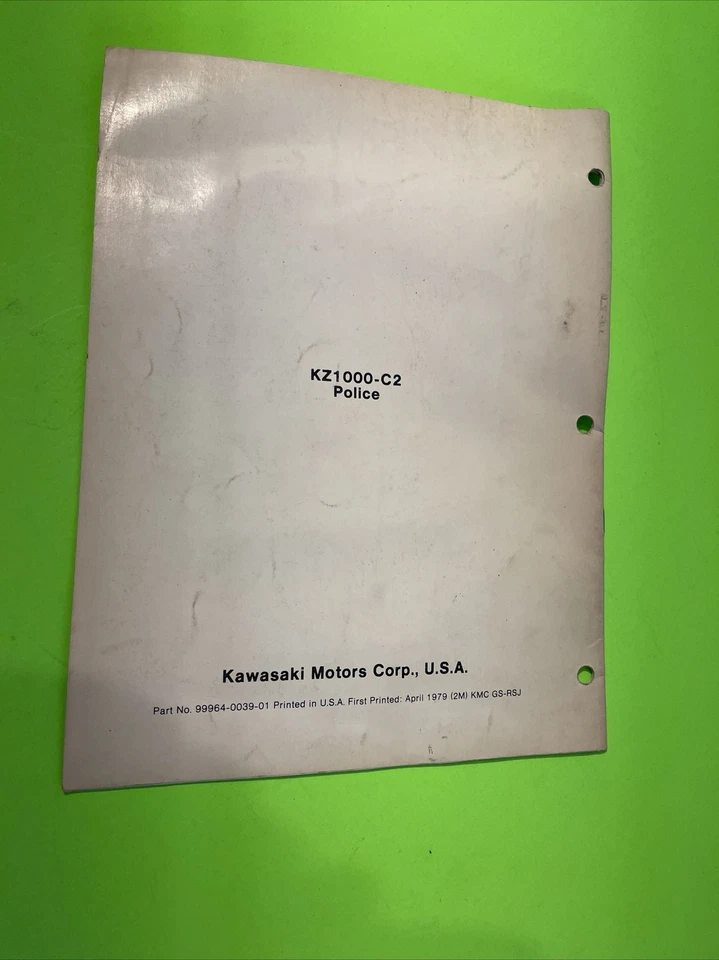 KZ1000-C2
Police
Kawasaki Motors Corp., U.S.A.
Part No. 99964-0039-01 Printed in U.S.A. First Printed: April 1979 (2M) KMC GS-RSJ